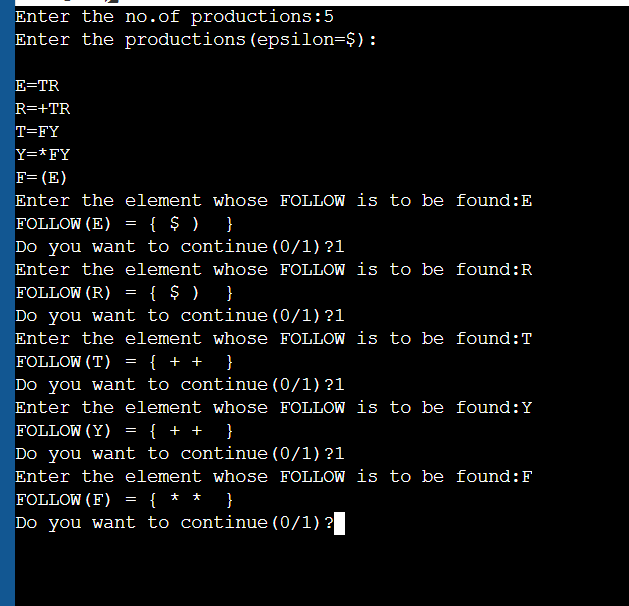 Enter the no.of productions:5
Enter the productions(epsilon=$):
E=TR
R=+TR
T=FY
Y=*FY
F=(E)
Enter the element whose FOLLOW is to be found:E
FOLLOW(E) = { $ )  }
Do you want to continue(0/1)?1
Enter the element whose FOLLOW is to be found:R
FOLLOW(R) = { $ )  }
Do you want to continue(0/1)?1
Enter the element whose FOLLOW is to be found:T
FOLLOW(T) = { + +  }
Do you want to continue(0/1)?1
Enter the element whose FOLLOW is to be found:Y
FOLLOW(Y) = { + +  }
Do you want to continue(0/1)?1
Enter the element whose FOLLOW is to be found:F
FOLLOW(F) = { * *  }
Do you want to continue(0/1)?